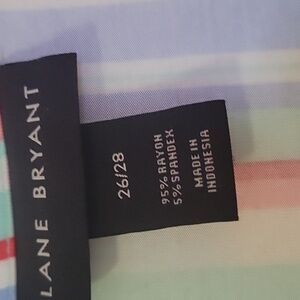 LANE BRYANT
26/28
95% RAYON
5% SPANDEX
MADE IN
INDONESIA